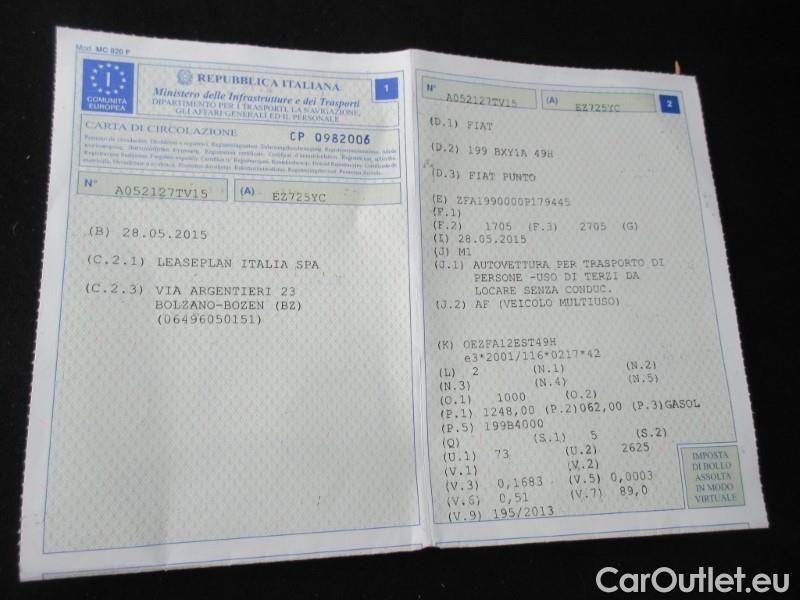 Mod. MC 820 F
I
COMUNITÀ
EUROPEA
REPUBBLICA ITALIANA
1
Ministero delle Infrastrutture e dei Trasporti
DIPARTIMENTO PER I TRASPORTI, LA NAVIGAZIONE,
GLI AFFARI GENERALI ED IL PERSONALE
CARTA DI CIRCOLAZIONE
CP 0982006
N° A052127TV15 (A) EZ725YC
(B) 28.05.2015
(C.2.1) LEASEPLAN ITALIA SPA
(C.2.3) VIA ARGENTIERI 23
BOLZANO-BOZEN (BZ)
(06496050151)
N° A052127TV15 (A) EZ725YC 2
(D.1) FIAT
(D.2) 199 BXY1A 49H
(D.3) FIAT PUNTO
(E) ZFA1990000P179445
(F.1)
(F.2) 1705 (F.3) 2705 (G)
(I) 28.05.2015
(J) M1
(J.1) AUTOVETTURA PER TRASPORTO DI
PERSONE -USO DI TERZI DA
LOCARE SENZA CONDUC.
(J.2) AF (VEICOLO MULTIUSO)
(K) OEZFA12EST49H
e3*2001/116*0217*42
(L) 2 (N.1) (N.2)
(N.3) (N.4) (N.5)
(O.1) 1000 (O.2)
(P.1) 1248,00 (P.2)062,00 (P.3)GASOL
(P.5) 199B4000
(Q) (S.1) 5 (S.2)
(U.1) 73 (U.2) 2625
(V.1) (V.2)
(V.3) 0,1683 (V.5) 0,0003
(V.6) 0,51 (V.7) 89,0
(V.9) 195/2013
IMPOSTA
DI BOLLO
ASSOLTA
IN MODO
VIRTUALE
CarOutlet.eu